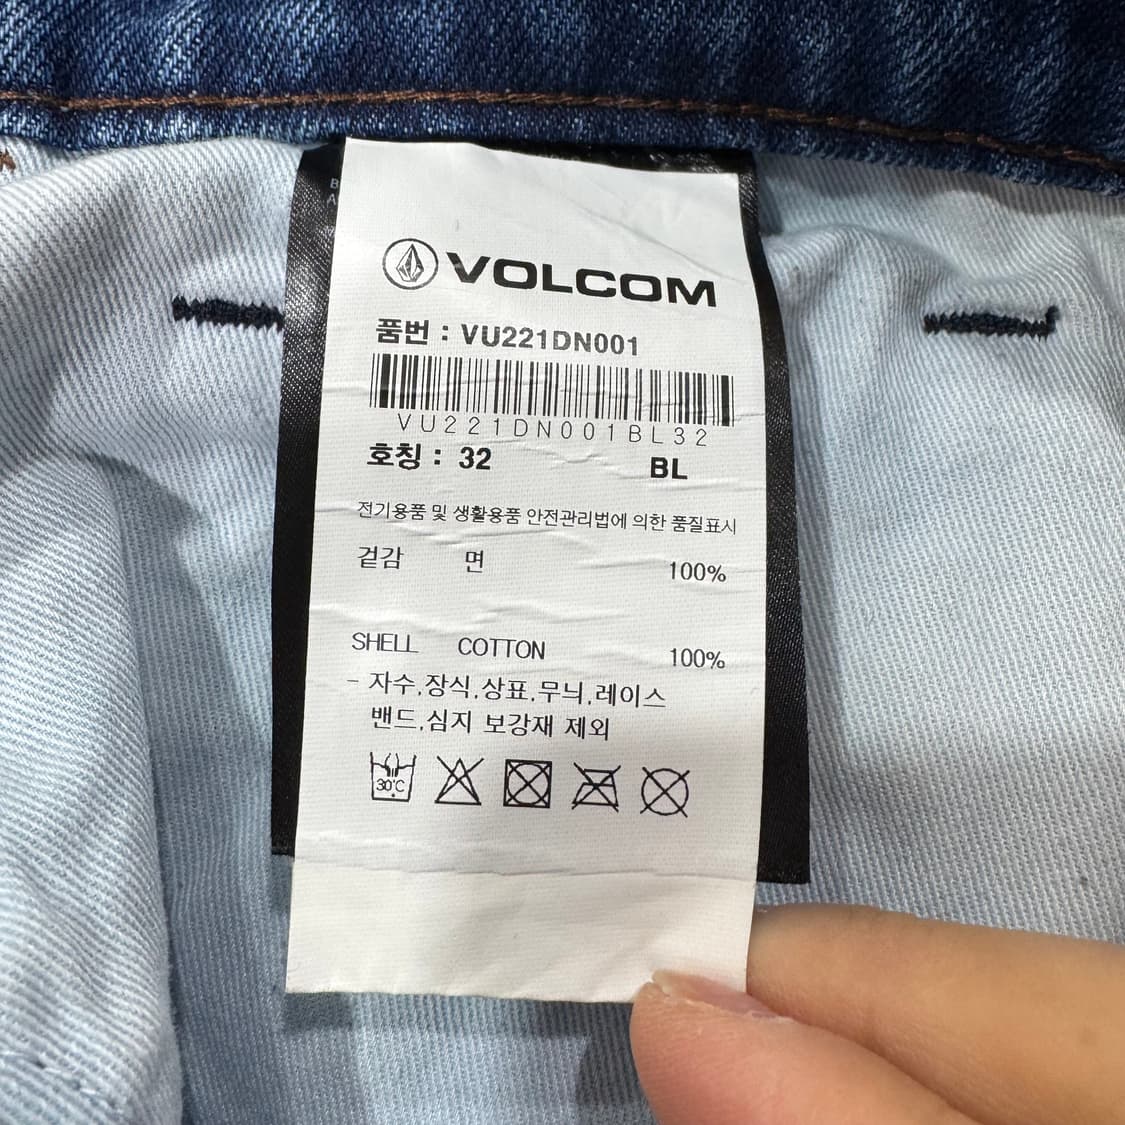 VOLCOM
품번 : VU221DN001
VU221DN001BL32
호칭 : 32 BL
전기용품 및 생활용품 안전관리법에 의한 품질표시
겉감 면 100%
SHELL COTTON 100%
- 자수,장식,상표,무늬,레이스
밴드,심지 보강재 제외
30°C